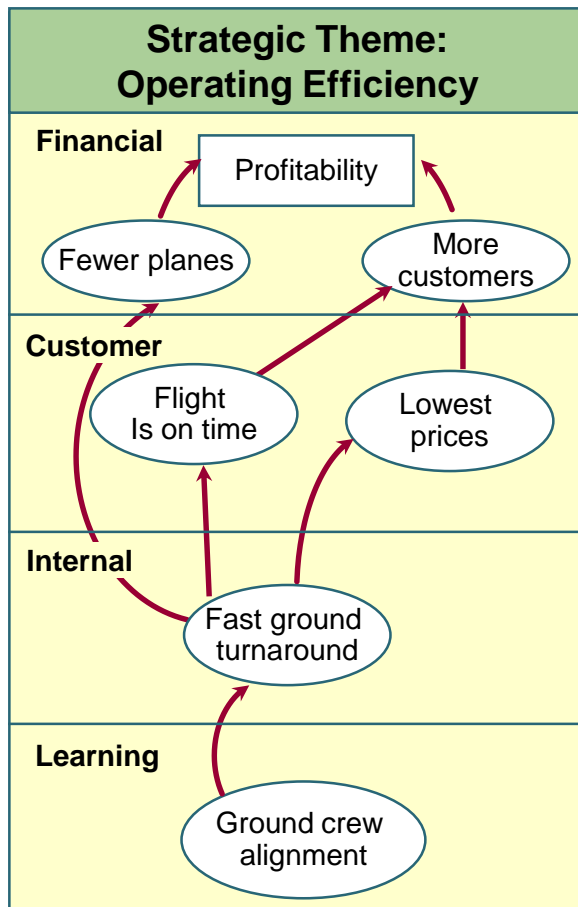 Strategic Theme:
Operating Efficiency
Financial
Profitability
Fewer planes
More
customers
Customer
Flight
Is on time
Lowest
prices
Internal
Fast ground
turnaround
Learning
Ground crew
alignment